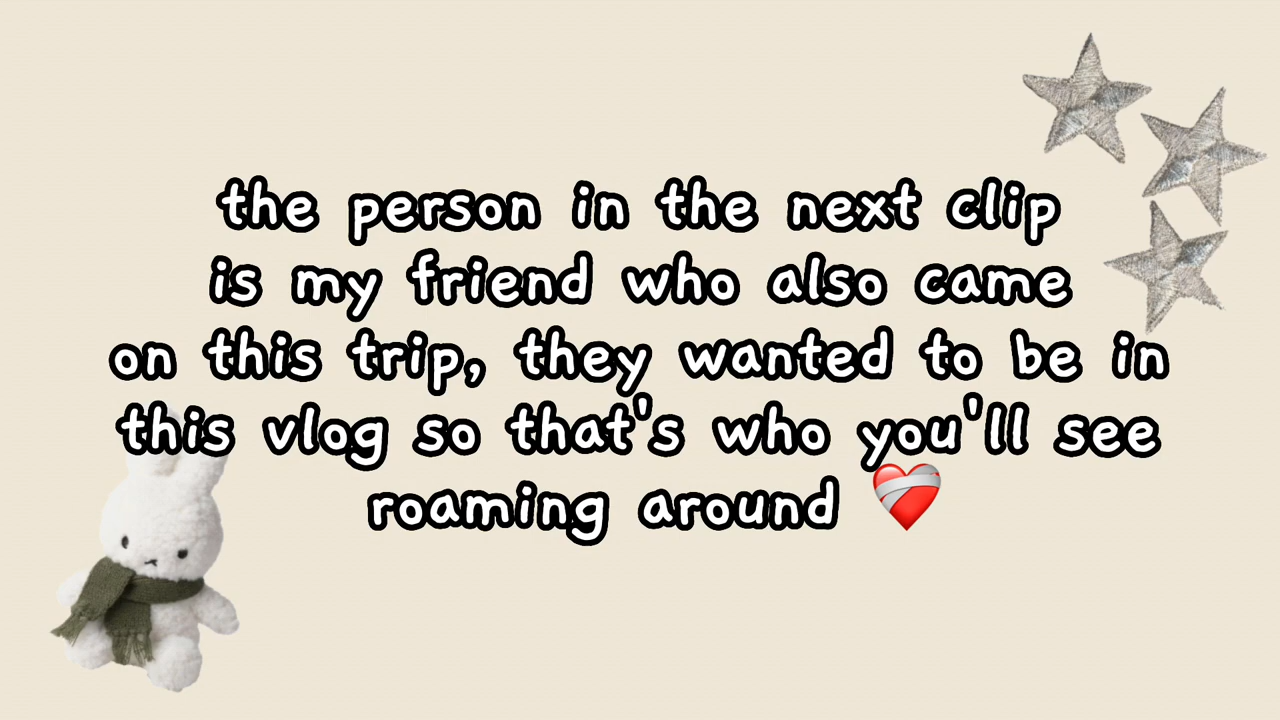 the person in the next clip
is my friend who also came
on this trip, they wanted to be in
this vlog so that's who you'll see
roaming around ❤️‍🩹